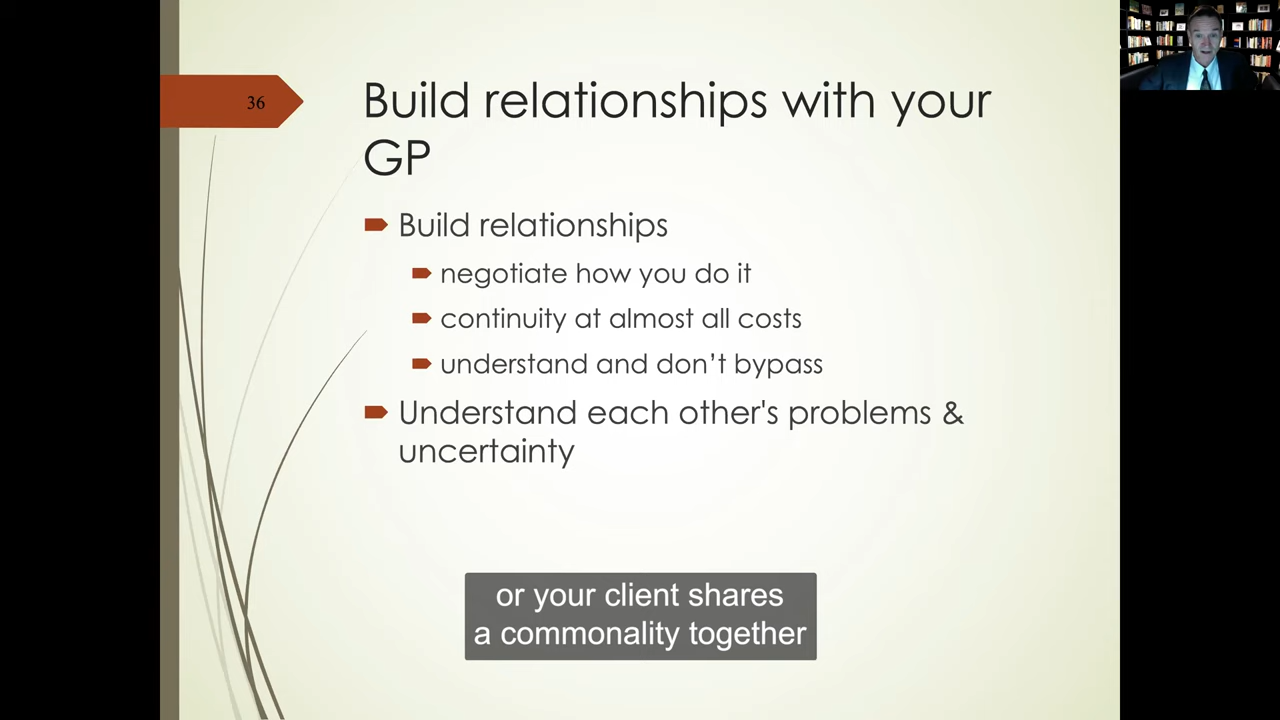 36
Build relationships with your
GP
Build relationships
negotiate how you do it
continuity at almost all costs
understand and don’t bypass
Understand each other's problems &
uncertainty
or your client shares
a commonality together